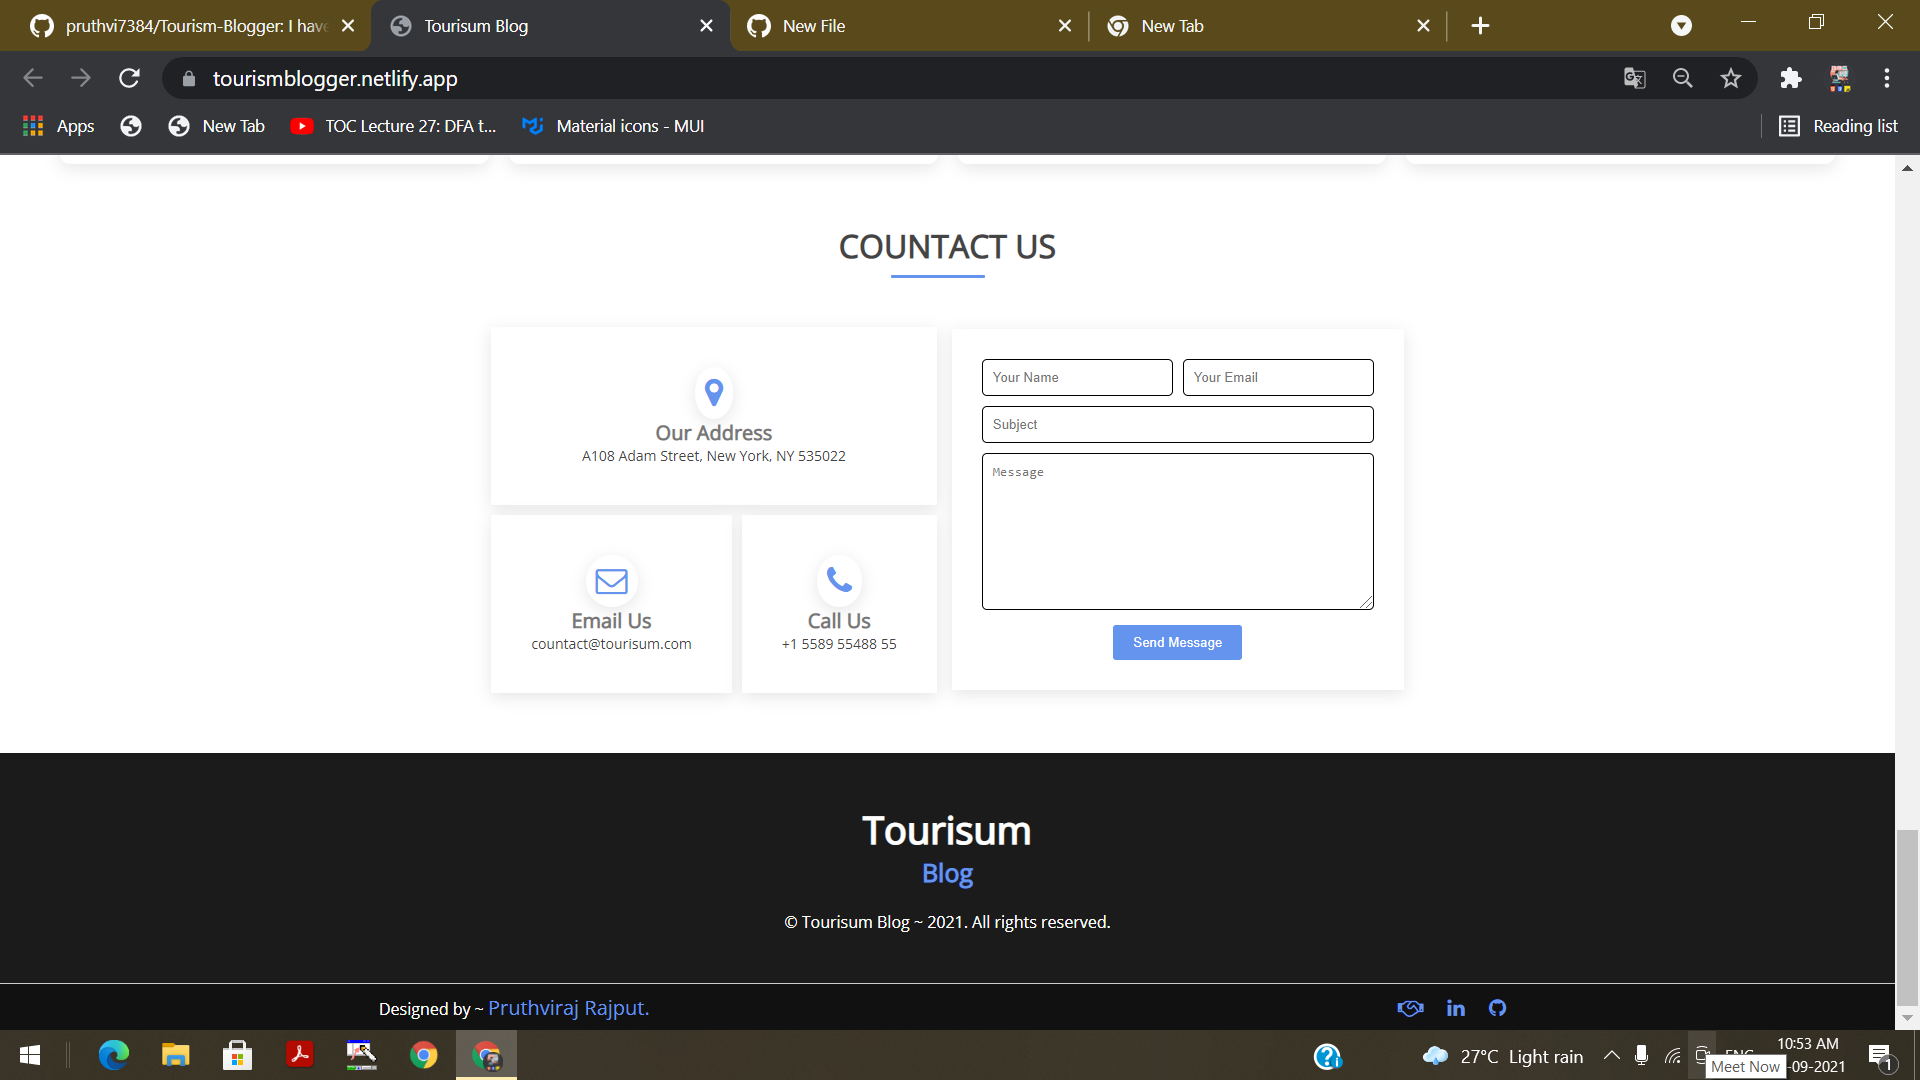 pruthvi7384/Tourism-Blogger: I have
Tourisum Blog
New File
New Tab
tourismblogger.netlify.app
Apps
New Tab
TOC Lecture 27: DFA t...
Material icons - MUI
Reading list
COUNTACT US
Our Address
A108 Adam Street, New York, NY 535022
Email Us
countact@tourisum.com
Call Us
+1 5589 55488 55
Your Name
Your Email
Subject
Message
Send Message
Tourisum
Blog
© Tourisum Blog ~ 2021. All rights reserved.
Designed by ~ Pruthviraj Rajput.
27°C Light rain
10:53 AM
-09-2021
Meet Now
1